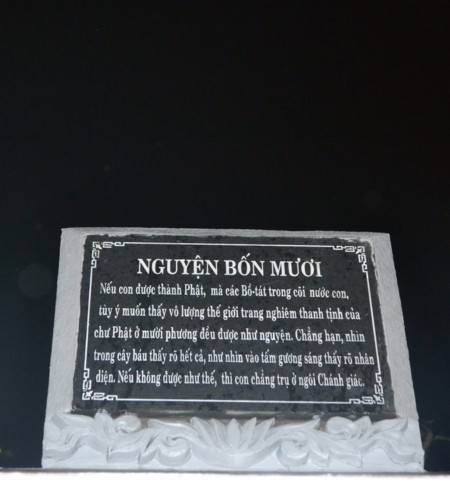 NGUYỆN BỐN MƯƠI
Nếu con được thành Phật, mà các Bồ-tát trong cõi nước con,
tùy ý muốn thấy vô lượng thế giới trang nghiêm thanh tịnh của
chư Phật ở mười phương đều được như nguyện. Chẳng hạn, nhìn
trong cây báu thấy rõ hết cả, như nhìn vào tấm gương sáng thấy rõ nhân
diện. Nếu không được như thế, thì con chẳng trụ ở ngôi Chánh giác.